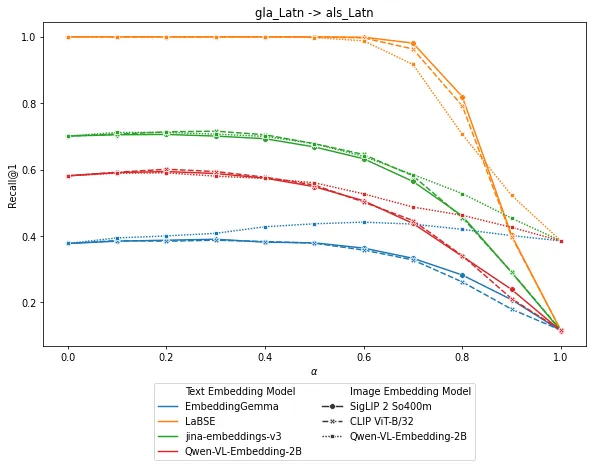 gla_Latn -> als_Latn
Recall@1
1.0
0.8
0.6
0.4
0.2
0.0 0.2 0.4 0.6 0.8 1.0
α
Text Embedding Model Image Embedding Model
EmbeddingGemma SigLIP 2 So400m
LaBSE CLIP ViT-B/32
jina-embeddings-v3 Qwen-VL-Embedding-2B
Qwen-VL-Embedding-2B